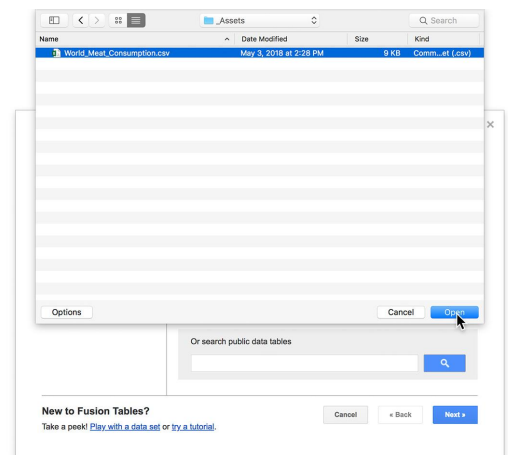 _Assets
Search
Name Date Modified Size Kind
World_Meat_Consumption.csv May 3, 2018 at 2:28 PM 9 KB Comm...et (.csv)
Options Cancel Open
Or search public data tables
New to Fusion Tables?
Cancel « Back Next »
Take a peek! Play with a data set or try a tutorial.